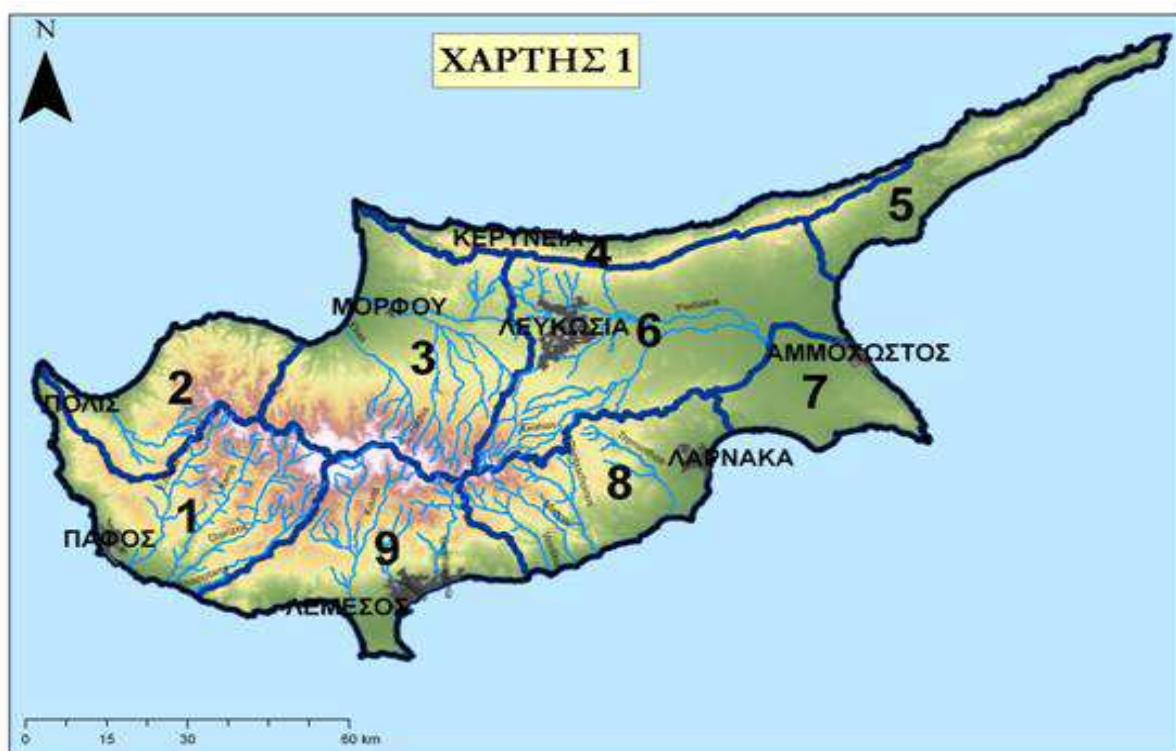 N
ΧΑΡΤΗΣ 1
5
ΚΕΡΥΝΕΙΑ
4
ΜΟΡΦΟΥ
ΛΕΥΚΩΣΙΑ
6
3
ΑΜΜΟΧΩΣΤΟΣ
2
7
ΠΟΛΙΣ
ΛΑΡΝΑΚΑ
8
1
ΠΑΦΟΣ
9
ΛΕΜΕΣΟΣ
0 15 30 60 km